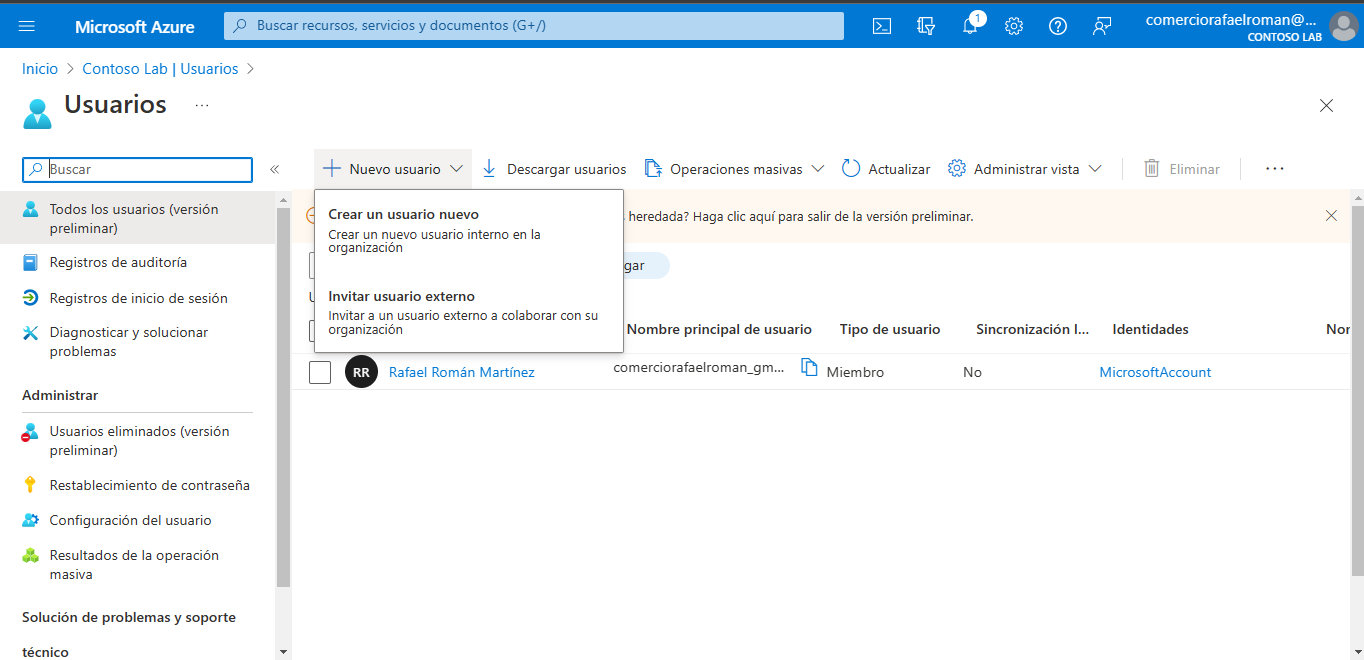 Microsoft Azure
Buscar recursos, servicios y documentos (G+/)
1
comerciorafaelroman@...
CONTOSO LAB
Inicio > Contoso Lab | Usuarios >
Usuarios ...
Buscar
«
Nuevo usuario
Descargar usuarios
Operaciones masivas
Actualizar
Administrar vista
Eliminar
...
Todos los usuarios (versión
preliminar)
Registros de auditoría
Registros de inicio de sesión
Diagnosticar y solucionar
problemas
Administrar
Usuarios eliminados (versión
preliminar)
Restablecimiento de contraseña
Configuración del usuario
Resultados de la operación
masiva
Solución de problemas y soporte
técnico
Crear un usuario nuevo
Crear un nuevo usuario interno en la
organización
Invitar usuario externo
Invitar a un usuario externo a colaborar con su
organización
s heredada? Haga clic aquí para salir de la versión preliminar.
gar
Nombre principal de usuario
Tipo de usuario
Sincronización l...
Identidades
Nor
RR
Rafael Román Martínez
comerciorafaelroman_gm...
Miembro
No
MicrosoftAccount